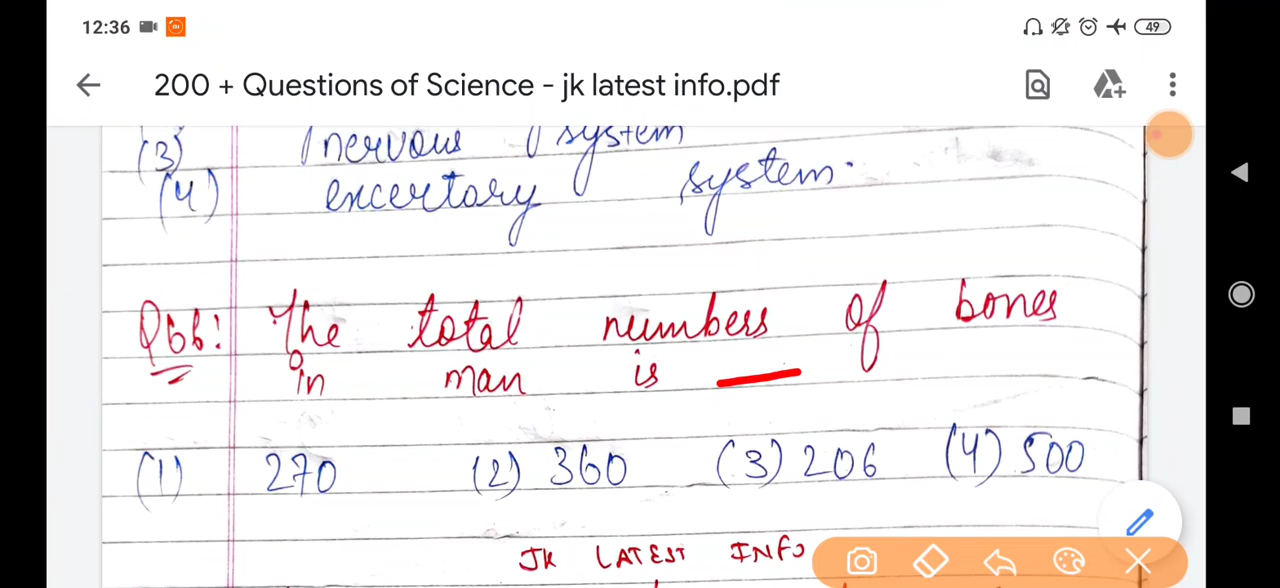 12:36
49
200 + Questions of Science - jk latest info.pdf
(3) nervous system
(4) excertory system.
Q66: The total numbers of bones
in man is
(1) 270 (2) 360 (3) 206 (4) 500
JK LATEST INFO